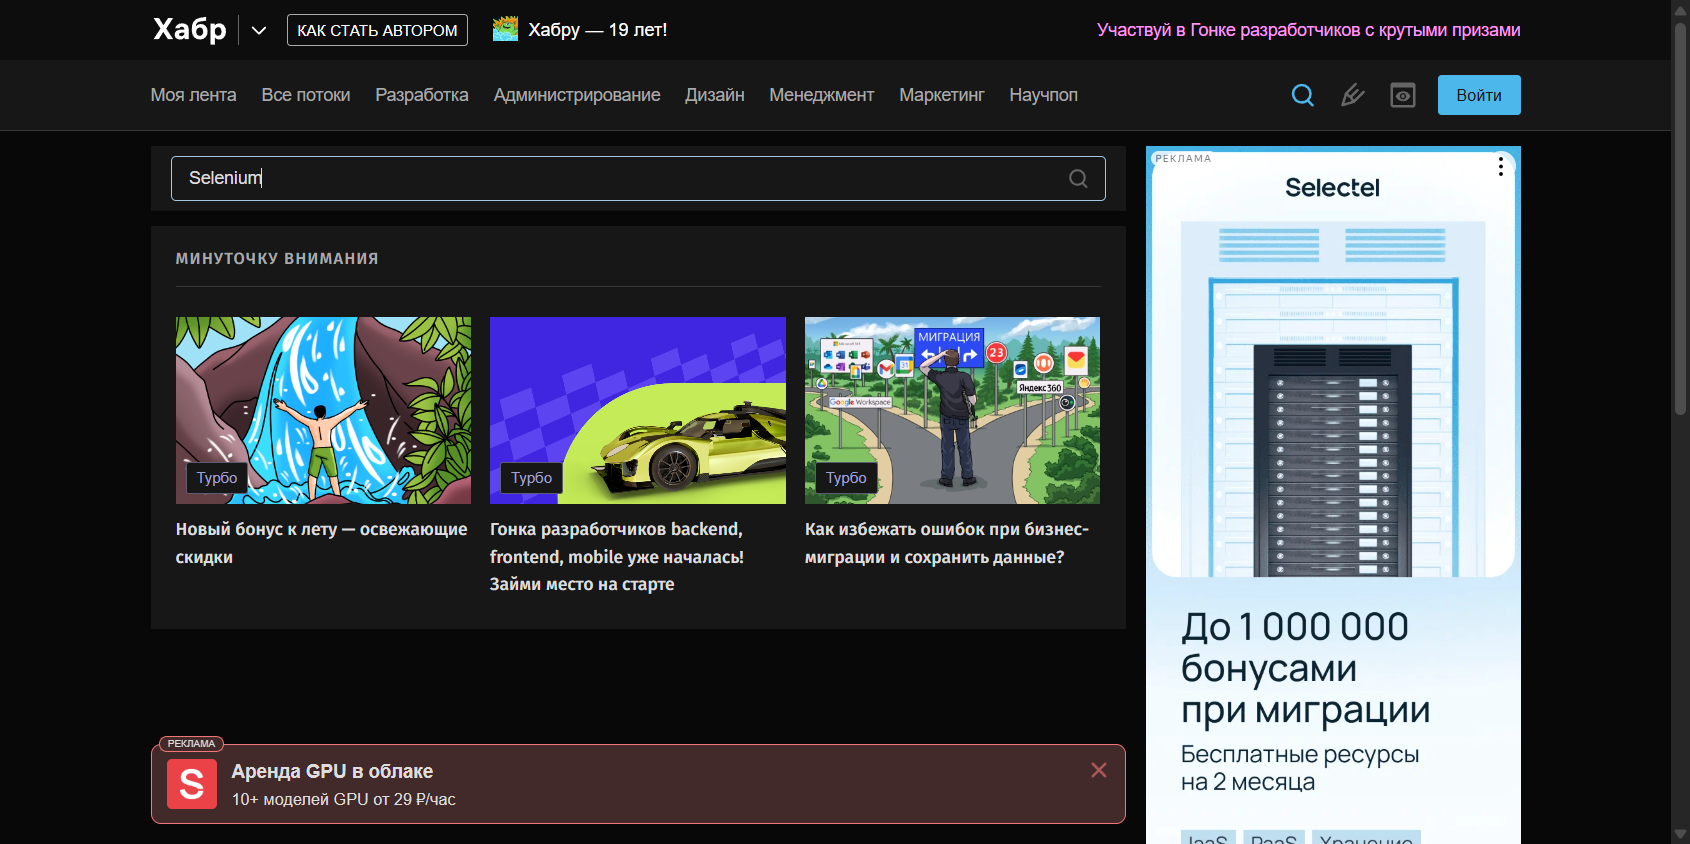 Хабр
КАК СТАТЬ АВТОРОМ
Хабру — 19 лет!
Участвуй в Гонке разработчиков с крутыми призами
Моя лента Все потоки Разработка Администрирование Дизайн Менеджмент Маркетинг Научпоп
Войти
Selenium
МИНУТОЧКУ ВНИМАНИЯ
Турбо
Новый бонус к лету — освежающие
скидки
Турбо
Гонка разработчиков backend,
frontend, mobile уже началась!
Займи место на старте
МИГРАЦИЯ
23
31
Яндекс 360
Google Workspace
Турбо
Как избежать ошибок при бизнес-
миграции и сохранить данные?
РЕКЛАМА
S
Аренда GPU в облаке
10+ моделей GPU от 29 ₽/час
РЕКЛАМА
Selectel
До 1 000 000
бонусами
при миграции
Бесплатные ресурсы
на 2 месяца
IaaS PaaS Хранение